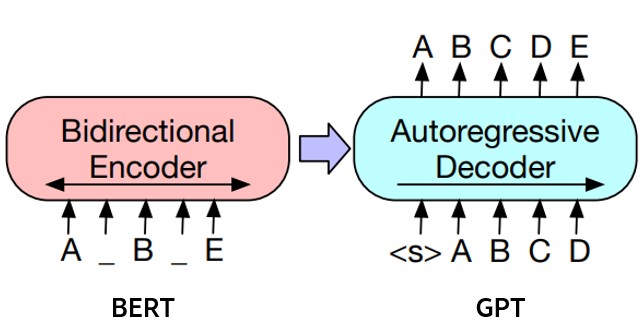 A B C D E
Bidirectional
Encoder
Autoregressive
Decoder
A _ B _ E
<s> A B C D
BERT
GPT